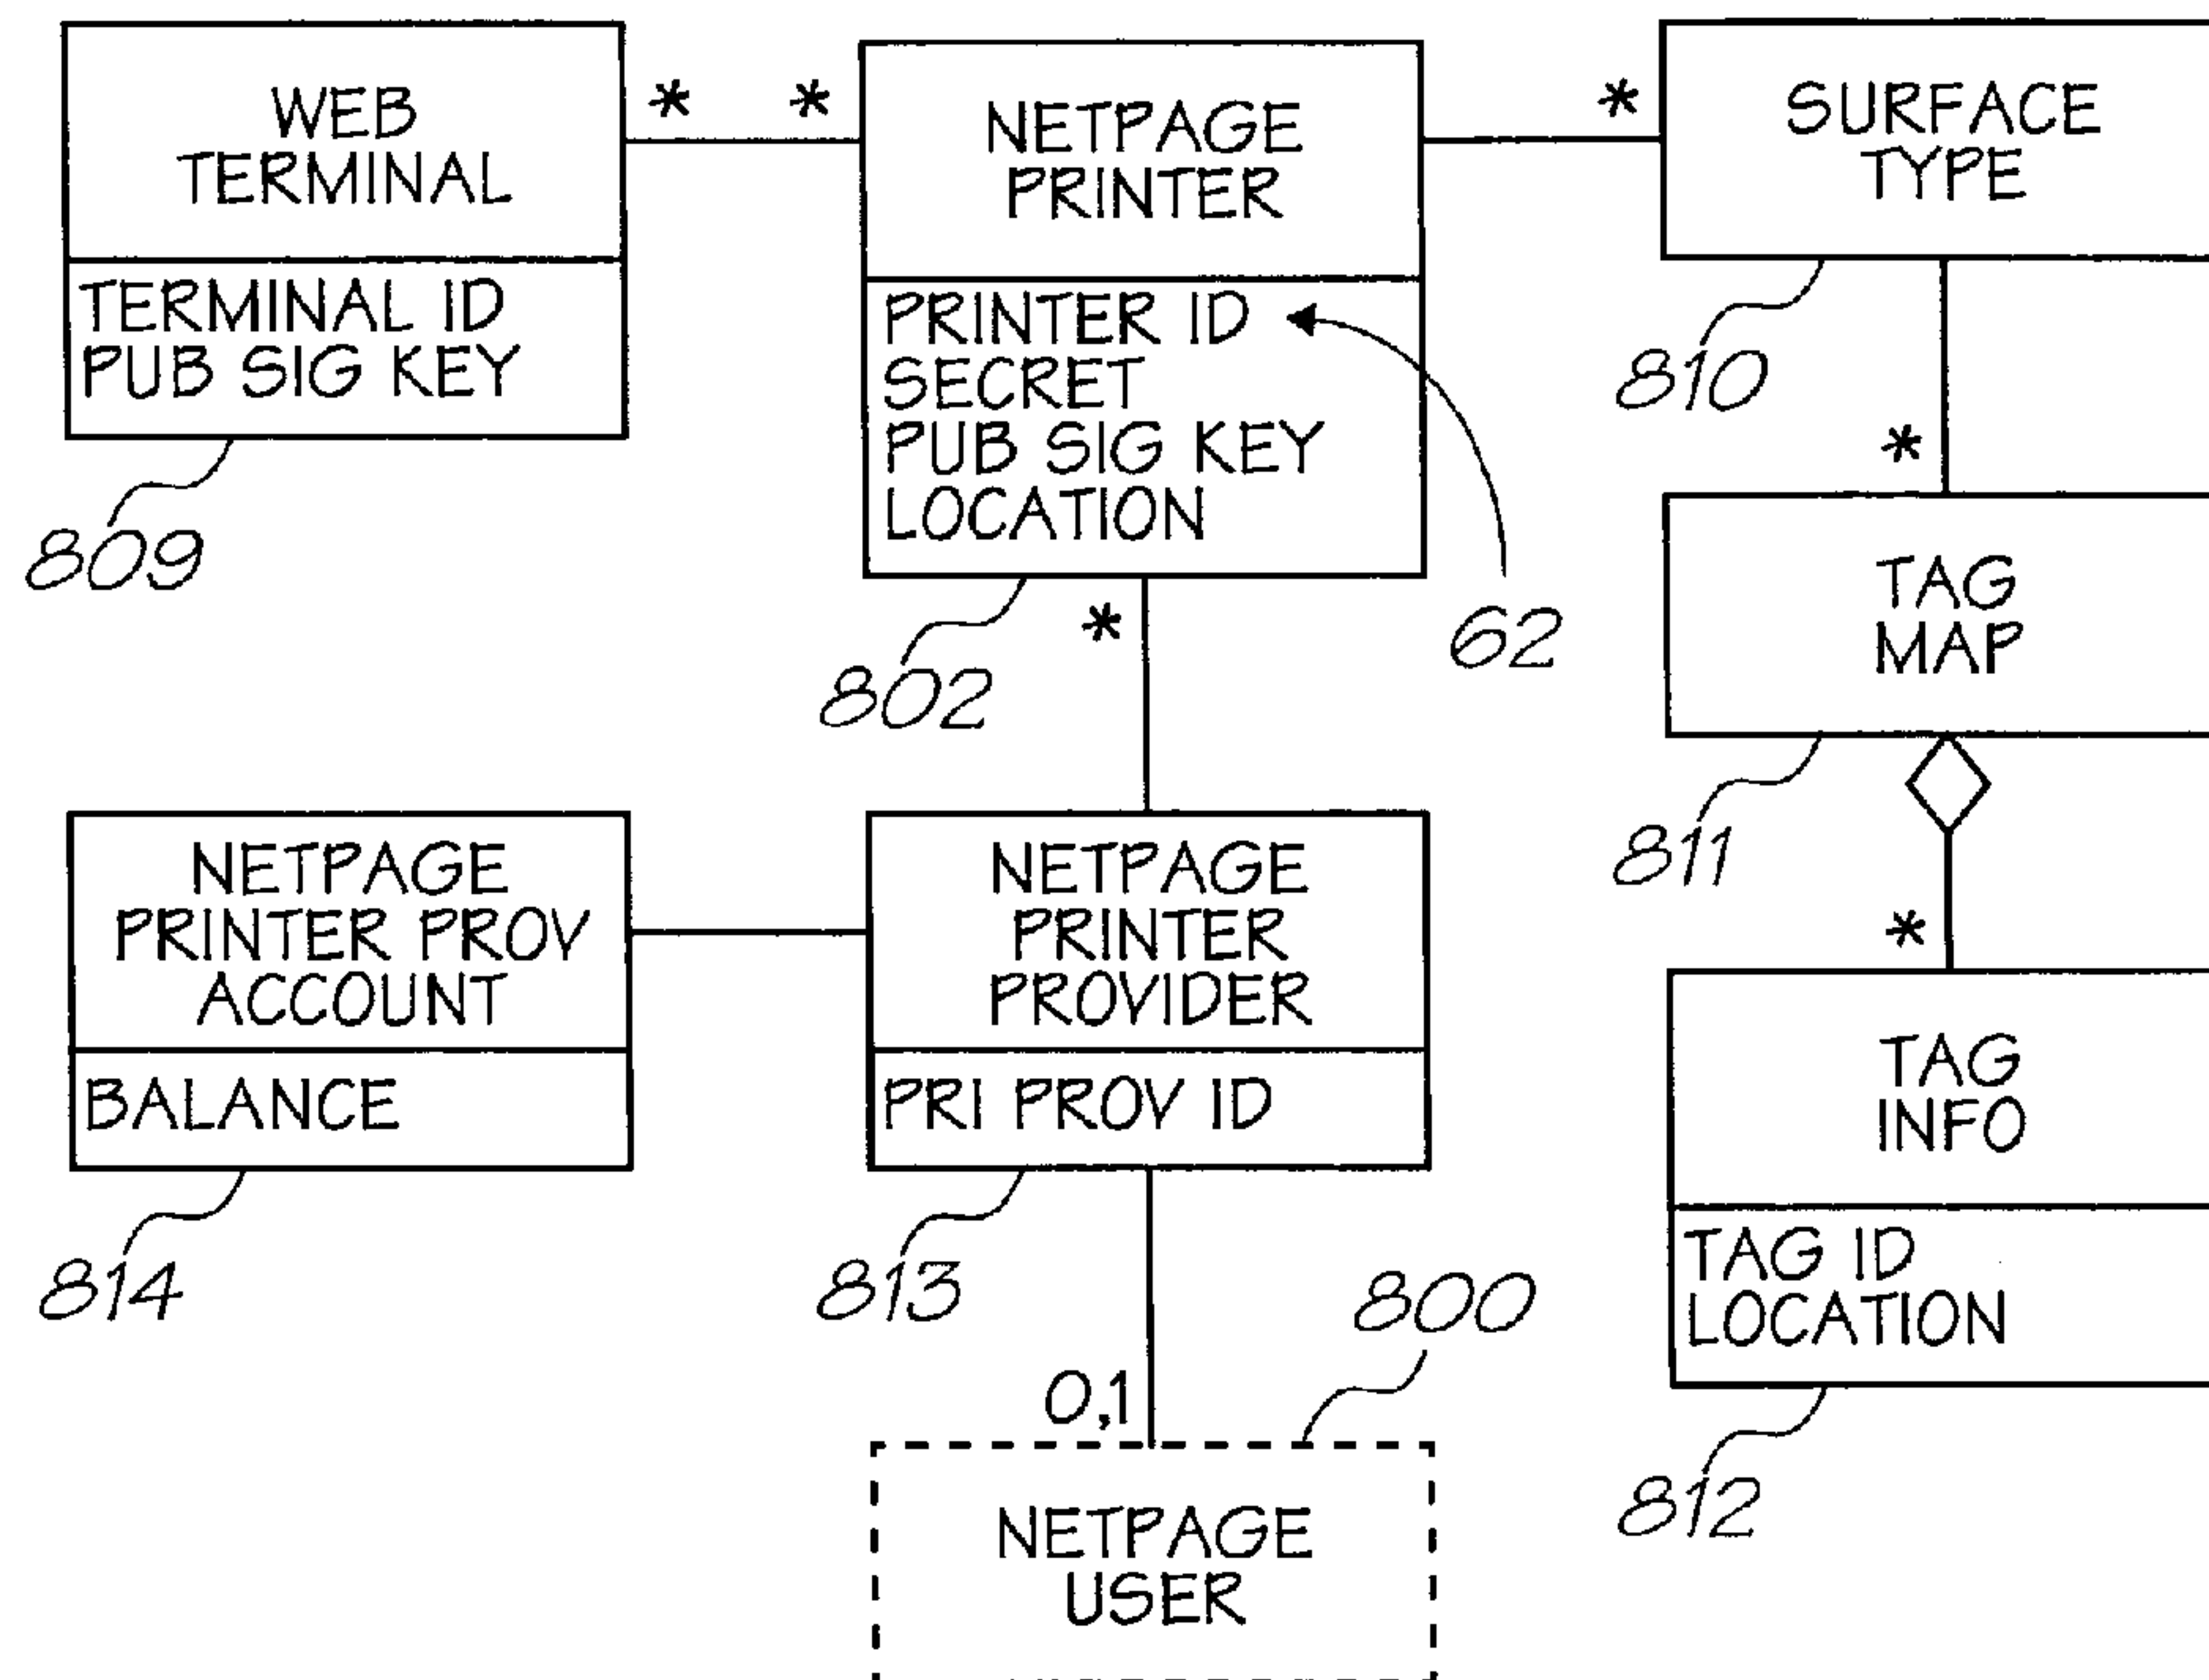 WEB
TERMINAL
TERMINAL ID
PUB SIG KEY
809
*
*
NETPAGE
PRINTER
PRINTER ID
SECRET
PUB SIG KEY
LOCATION
62
802
*
*
SURFACE
TYPE
810
*
TAG
MAP
811
*
TAG
INFO
TAG ID
LOCATION
812
NETPAGE
PRINTER PROV
ACCOUNT
BALANCE
814
NETPAGE
PRINTER
PROVIDER
PRI PROV ID
813
800
0,1
NETPAGE
USER